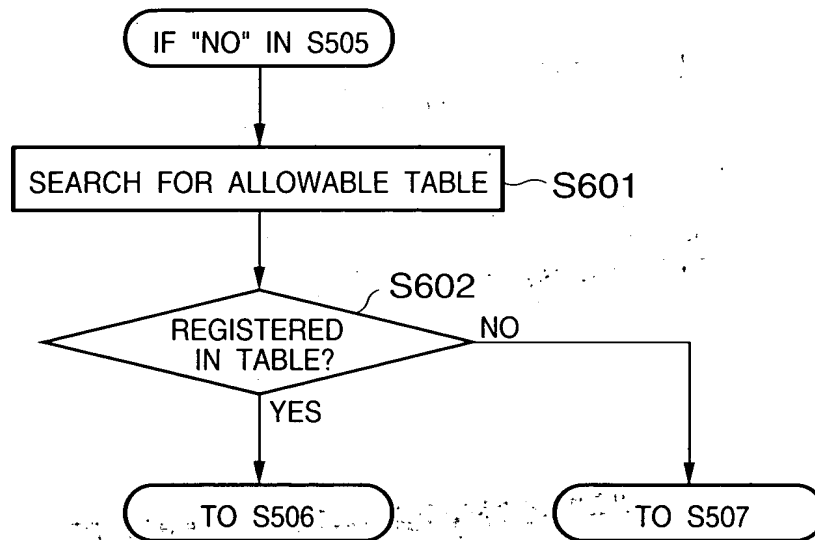 IF "NO" IN S505
SEARCH FOR ALLOWABLE TABLE
S601
S602
REGISTERED
IN TABLE?
NO
YES
TO S506
TO S507